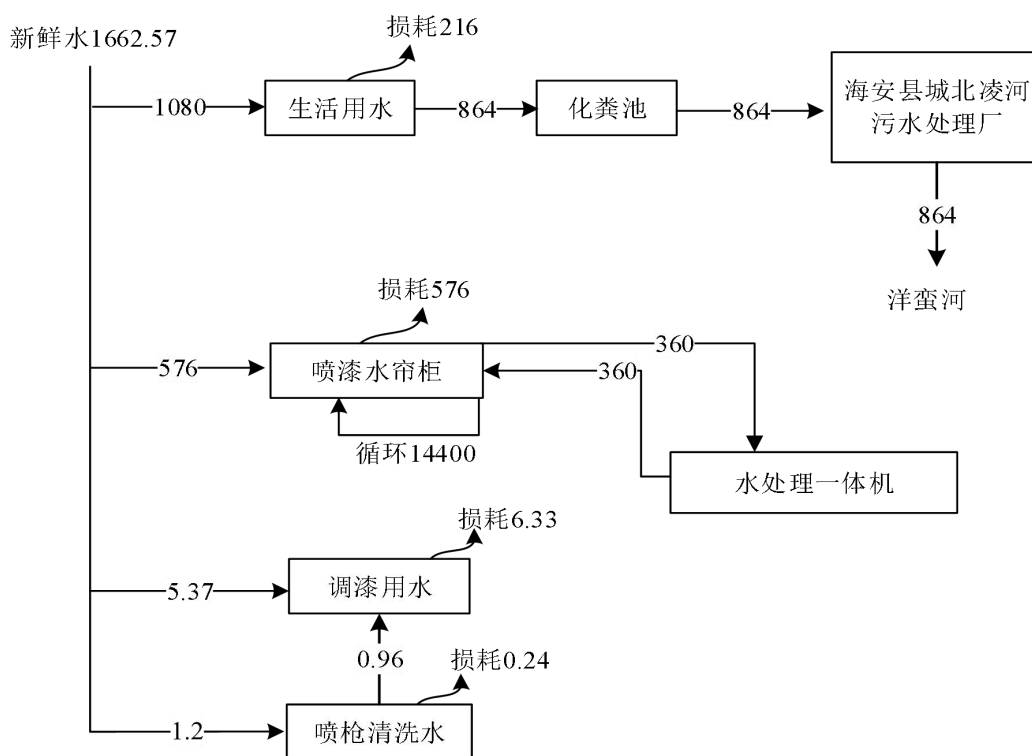 新鲜水1662.57
损耗216
1080
生活用水
864
化粪池
864
海安县城北凌河
污水处理厂
864
洋蛮河
损耗576
576
喷漆水帘柜
360
360
循环14400
水处理一体机
损耗6.33
5.37
调漆用水
0.96
损耗0.24
1.2
喷枪清洗水